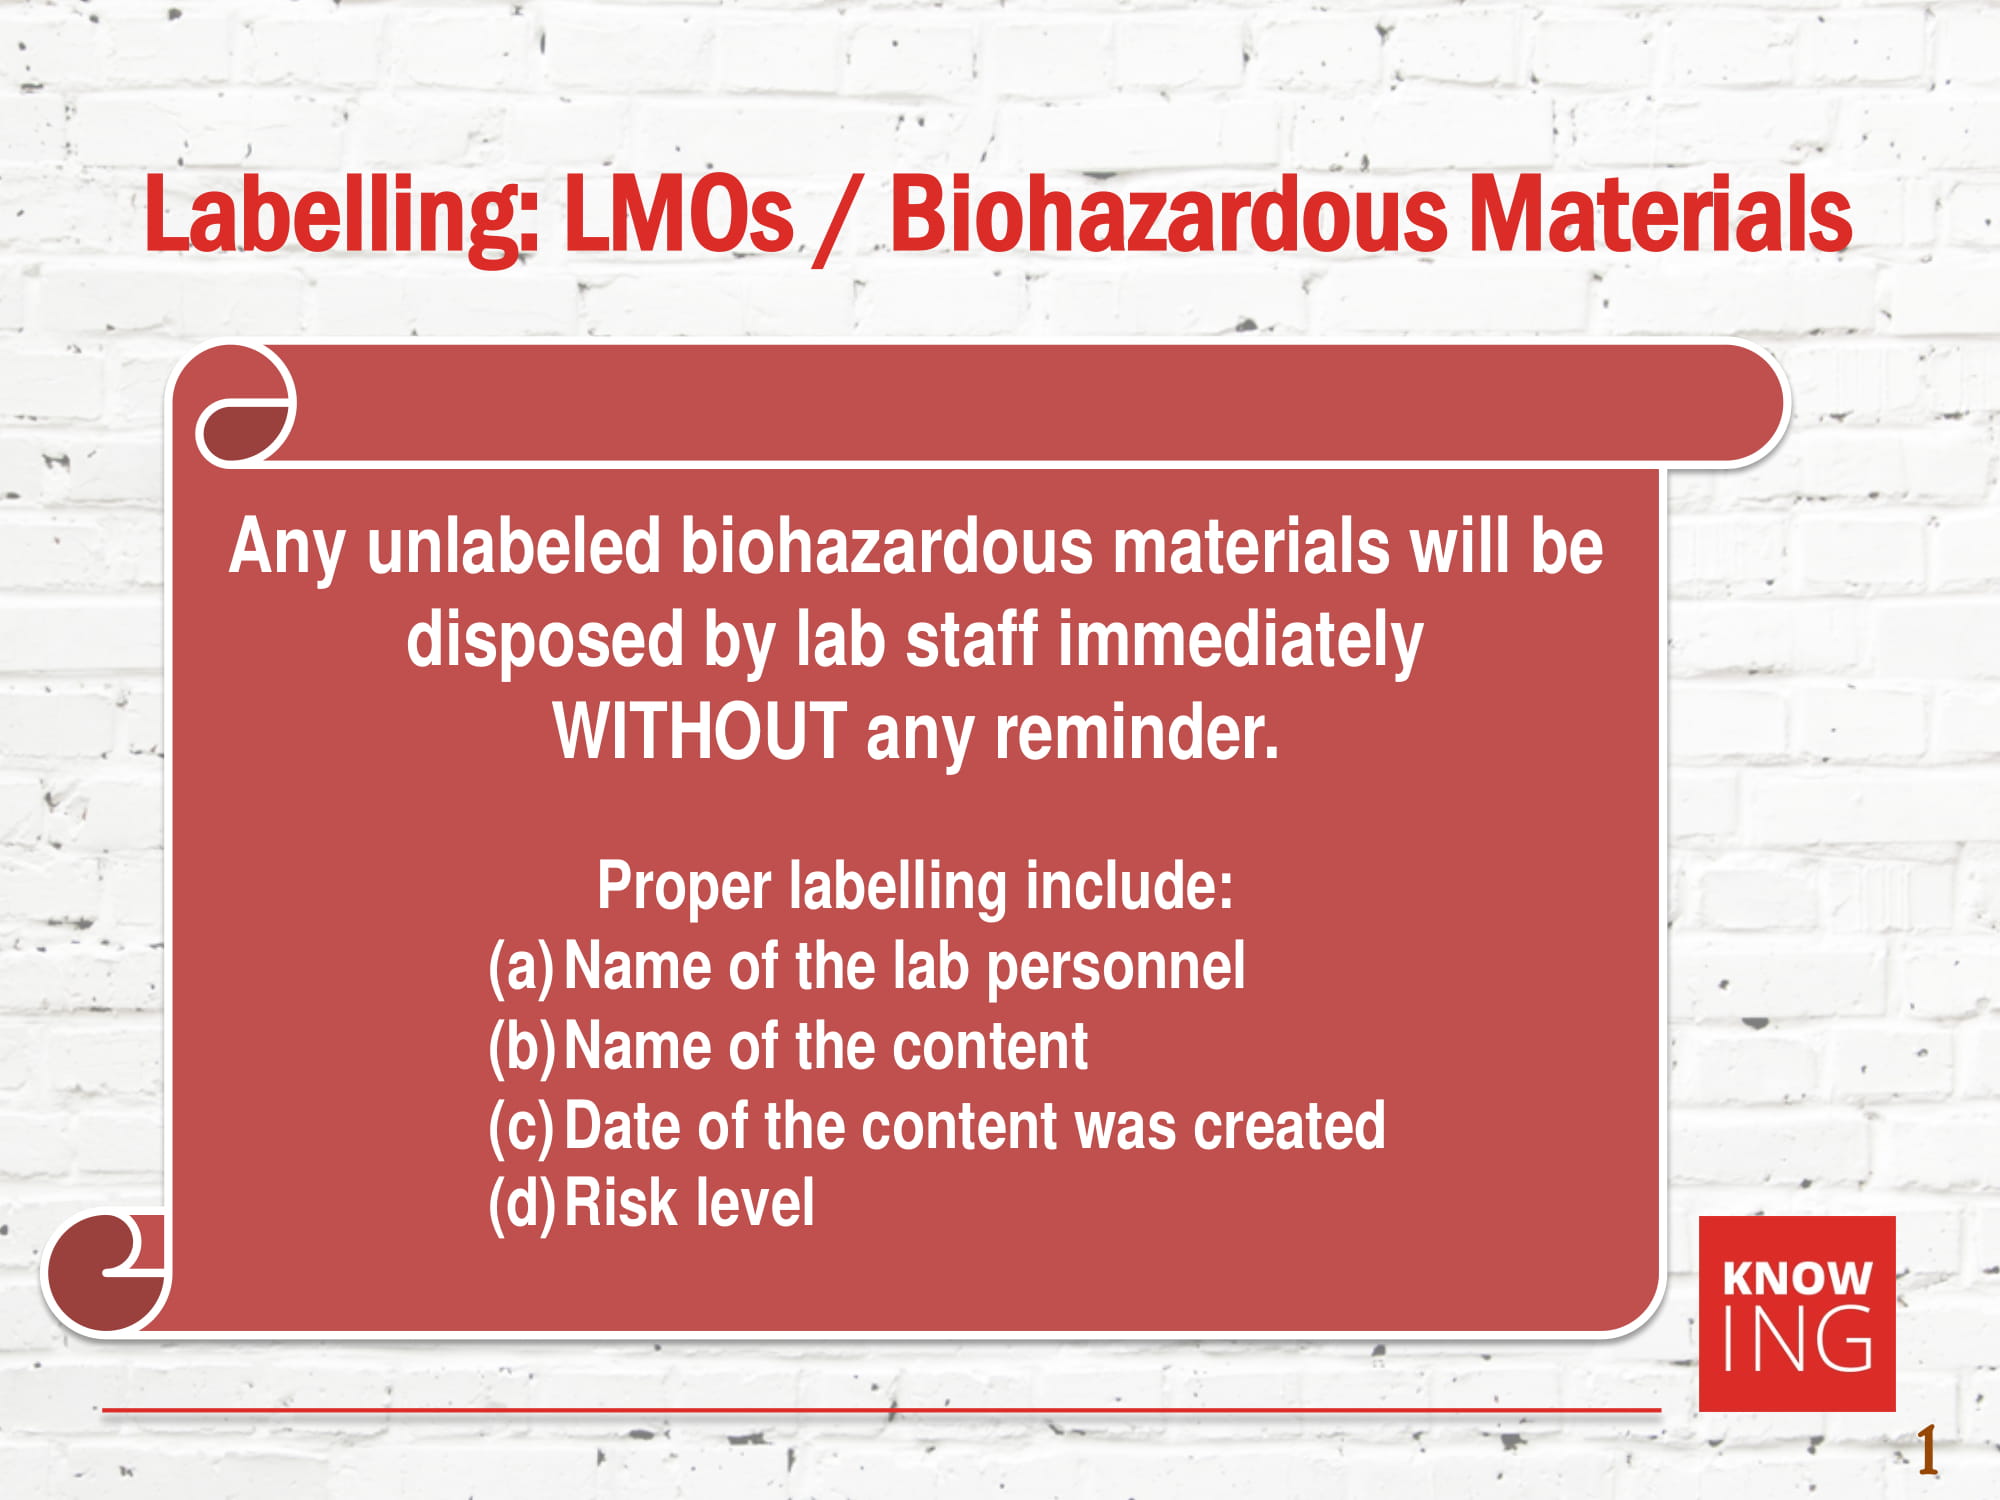 Labelling: LMOs / Biohazardous Materials
Any unlabeled biohazardous materials will be
disposed by lab staff immediately
WITHOUT any reminder.
Proper labelling include:
(a) Name of the lab personnel
(b) Name of the content
(c) Date of the content was created
(d) Risk level
KNOW
ING
1